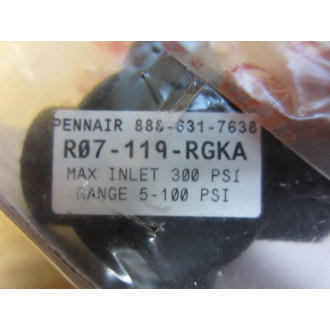 PENNAIR 888-631-7638
R07-119-RGKA
MAX INLET 300 PSI
RANGE 5-100 PSI